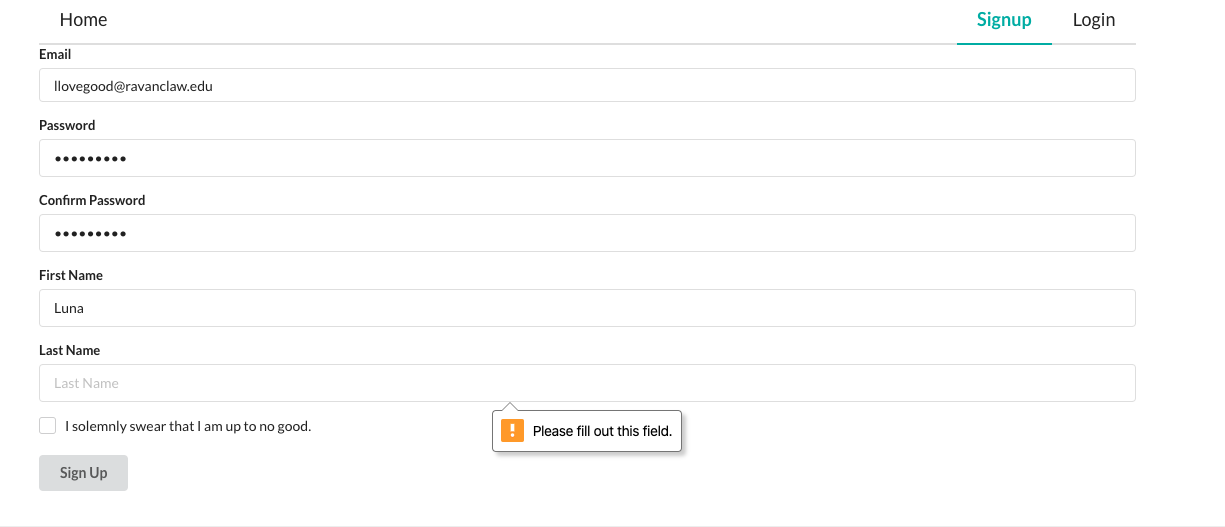 Home Signup Login
Email
llovegood@ravanclaw.edu
Password
•••••••••
Confirm Password
•••••••••
First Name
Luna
Last Name
Last Name
I solemnly swear that I am up to no good.
! Please fill out this field.
Sign Up